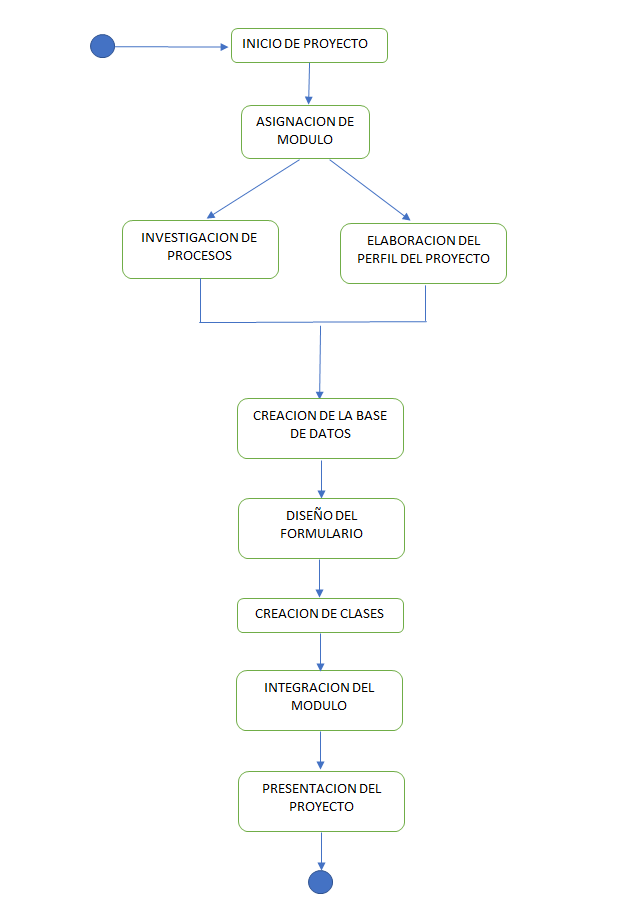 INICIO DE PROYECTO
ASIGNACION DE
MODULO
INVESTIGACION DE
PROCESOS
ELABORACION DEL
PERFIL DEL PROYECTO
CREACION DE LA BASE
DE DATOS
DISEÑO DEL
FORMULARIO
CREACION DE CLASES
INTEGRACION DEL
MODULO
PRESENTACION DEL
PROYECTO